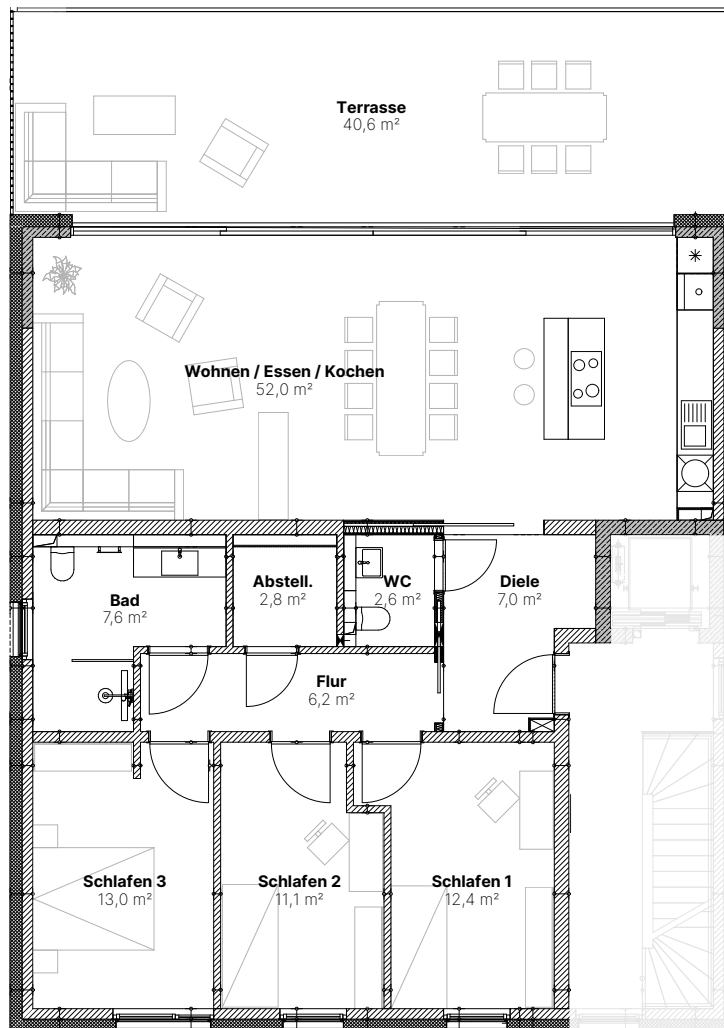 Terrasse
40,6 m²
Wohnen / Essen / Kochen
52,0 m²
Bad
7,6 m²
Abstell.
2,8 m²
WC
2,6 m²
Diele
7,0 m²
Flur
6,2 m²
Schlafen 3
13,0 m²
Schlafen 2
11,1 m²
Schlafen 1
12,4 m²